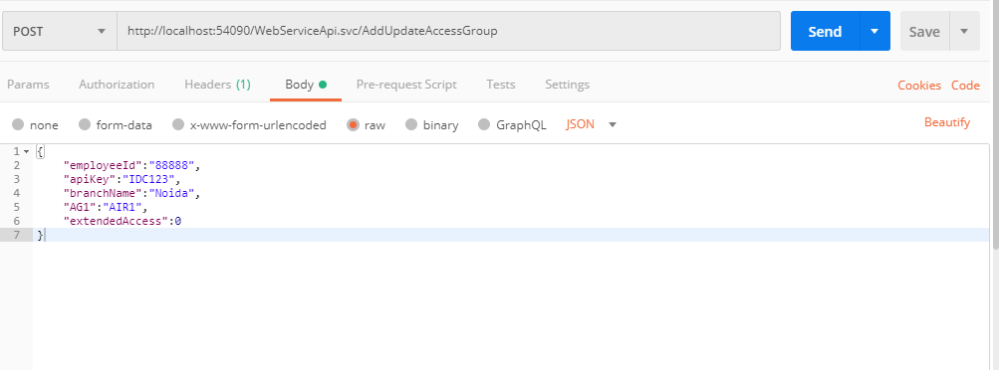 POST http://localhost:54090/WebServiceApi.svc/AddUpdateAccessGroup Send Save
Params Authorization Headers (1) Body Pre-request Script Tests Settings Cookies Code
none form-data x-www-form-urlencoded raw binary GraphQL JSON Beautify
1 {
2 "employeeId":"88888",
3 "apiKey":"IDC123",
4 "branchName":"Noida",
5 "AG1":"AIR1",
6 "extendedAccess":0
7 }